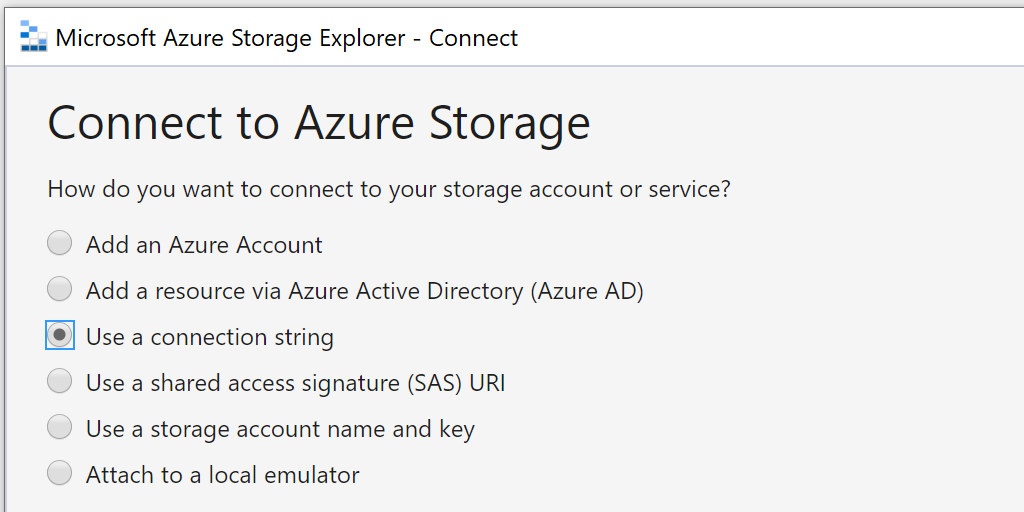 Microsoft Azure Storage Explorer - Connect
Connect to Azure Storage
How do you want to connect to your storage account or service?
Add an Azure Account
Add a resource via Azure Active Directory (Azure AD)
Use a connection string
Use a shared access signature (SAS) URI
Use a storage account name and key
Attach to a local emulator